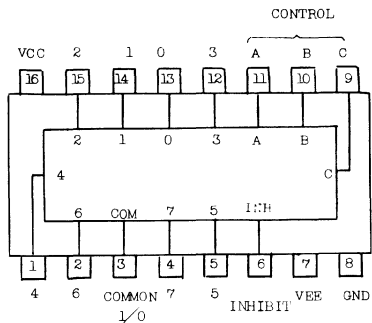 CONTROL
VCC 2 1 0 3 A B C
16 15 14 13 12 11 10 9
2 1 0 3 A B
4 C
6 COM 7 5 INH
1 2 3 4 5 6 7 8
4 6 COMMON 7 5 INHIBIT VEE GND
I/O